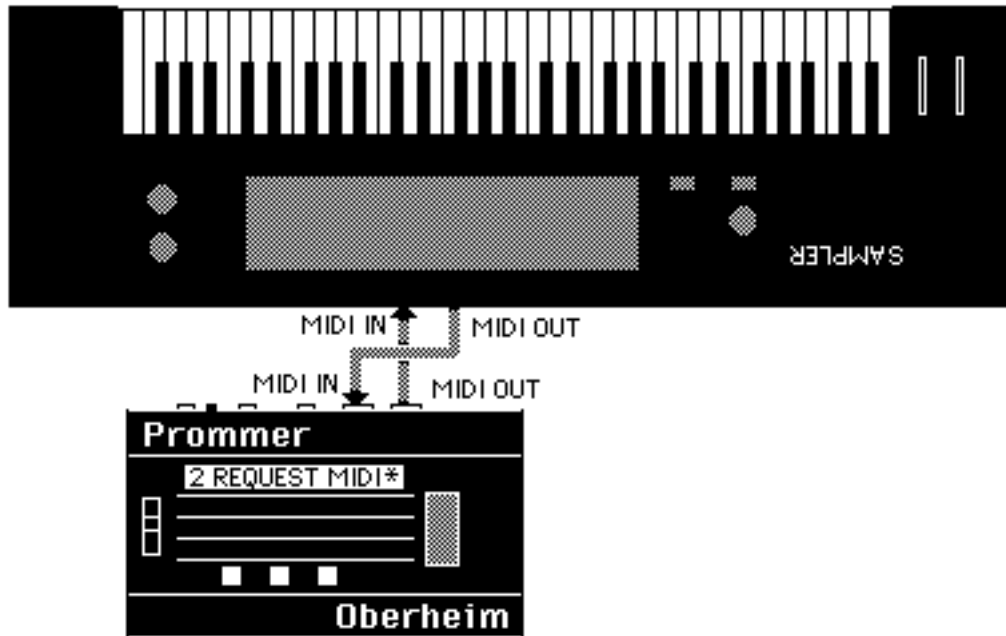 SAMPLER
MIDI IN
MIDI OUT
MIDI IN
MIDI OUT
Prommer
2 REQUEST MIDI*
Oberheim